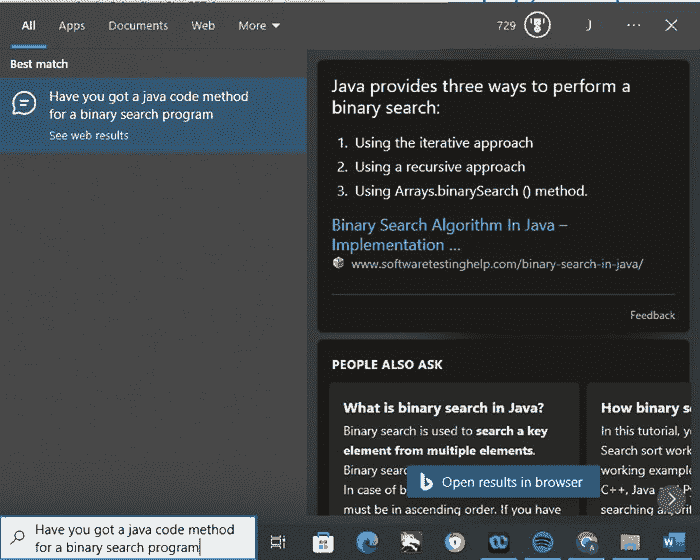 All Apps Documents Web More 729 J ...
Best match
Have you got a java code method
for a binary search program
See web results
Java provides three ways to perform a
binary search:
1. Using the iterative approach
2. Using a recursive approach
3. Using Arrays.binarySearch () method.
Binary Search Algorithm In Java –
Implementation ...
www.softwaretestinghelp.com/binary-search-in-java/
Feedback
PEOPLE ALSO ASK
What is binary search in Java?
Binary search is used to search a key
element from multiple elements.
Binary sear
In case of b
must be in ascending order. If you have
How binary s
In this tutorial, y
Search sort work
working example
C++, Java
searching algorit
Open results in browser
Have you got a java code method
for a binary search program